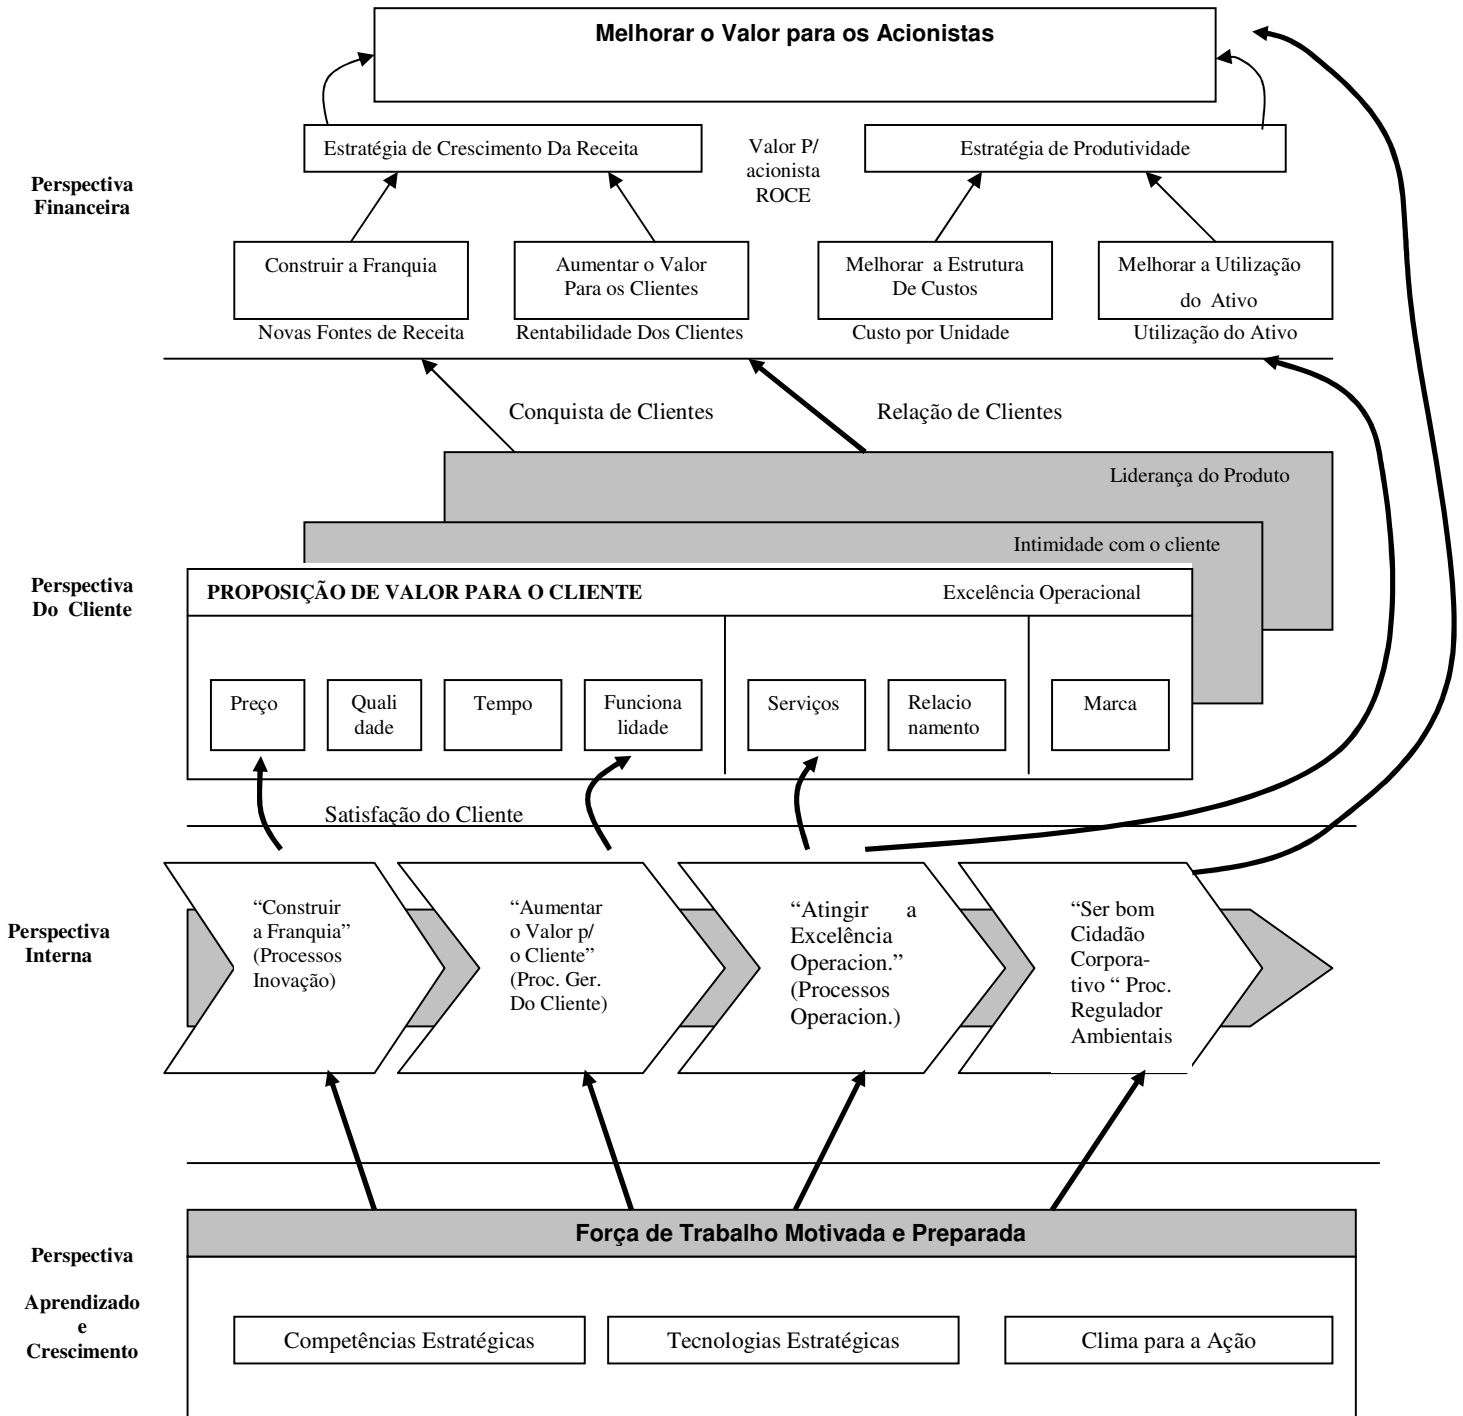 Melhorar o Valor para os Acionistas
Estratégia de Crescimento Da Receita
Valor P/
acionista
ROCE
Estratégia de Produtividade
Perspectiva
Financeira
Construir a Franquia
Aumentar o Valor
Para os Clientes
Melhorar a Estrutura
De Custos
Melhorar a Utilização
do Ativo
Novas Fontes de Receita
Rentabilidade Dos Clientes
Custo por Unidade
Utilização do Ativo
Conquista de Clientes
Relação de Clientes
Liderança do Produto
Intimidade com o cliente
Perspectiva
Do Cliente
PROPOSIÇÃO DE VALOR PARA O CLIENTE
Excelência Operacional
Preço
Quali
dade
Tempo
Funciona
lidade
Serviços
Relacio
namento
Marca
Satisfação do Cliente
Perspectiva
Interna
“Construir
a Franquia”
(Processos
Inovação)
“Aumentar
o Valor p/
o Cliente”
(Proc. Ger.
Do Cliente)
“Atingir a
Excelência
Operacion.”
(Processos
Operacion.)
“Ser bom
Cidadão
Corpora-
tivo “ Proc.
Regulador
Ambientais
Força de Trabalho Motivada e Preparada
Perspectiva
Aprendizado
e
Crescimento
Competências Estratégicas
Tecnologias Estratégicas
Clima para a Ação